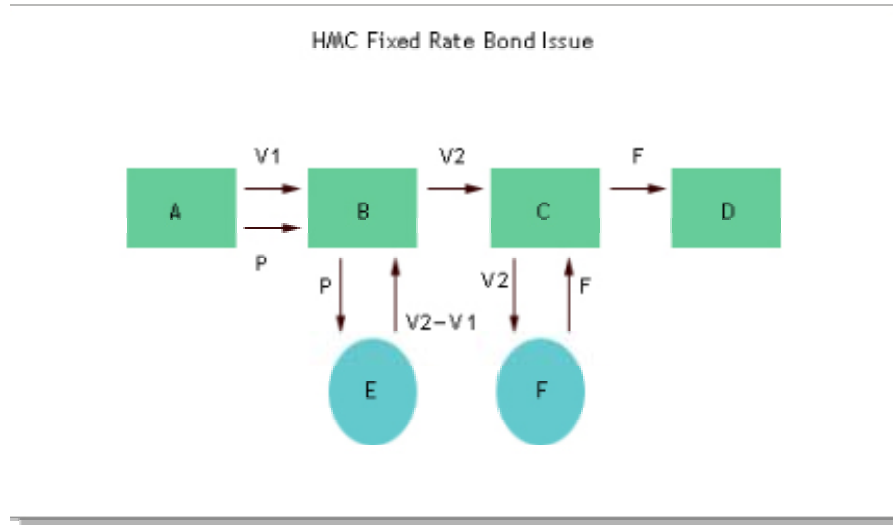 HMC Fixed Rate Bond Issue
V1 V2 F
A B C D
P
P V2 F
V2-V1
E F